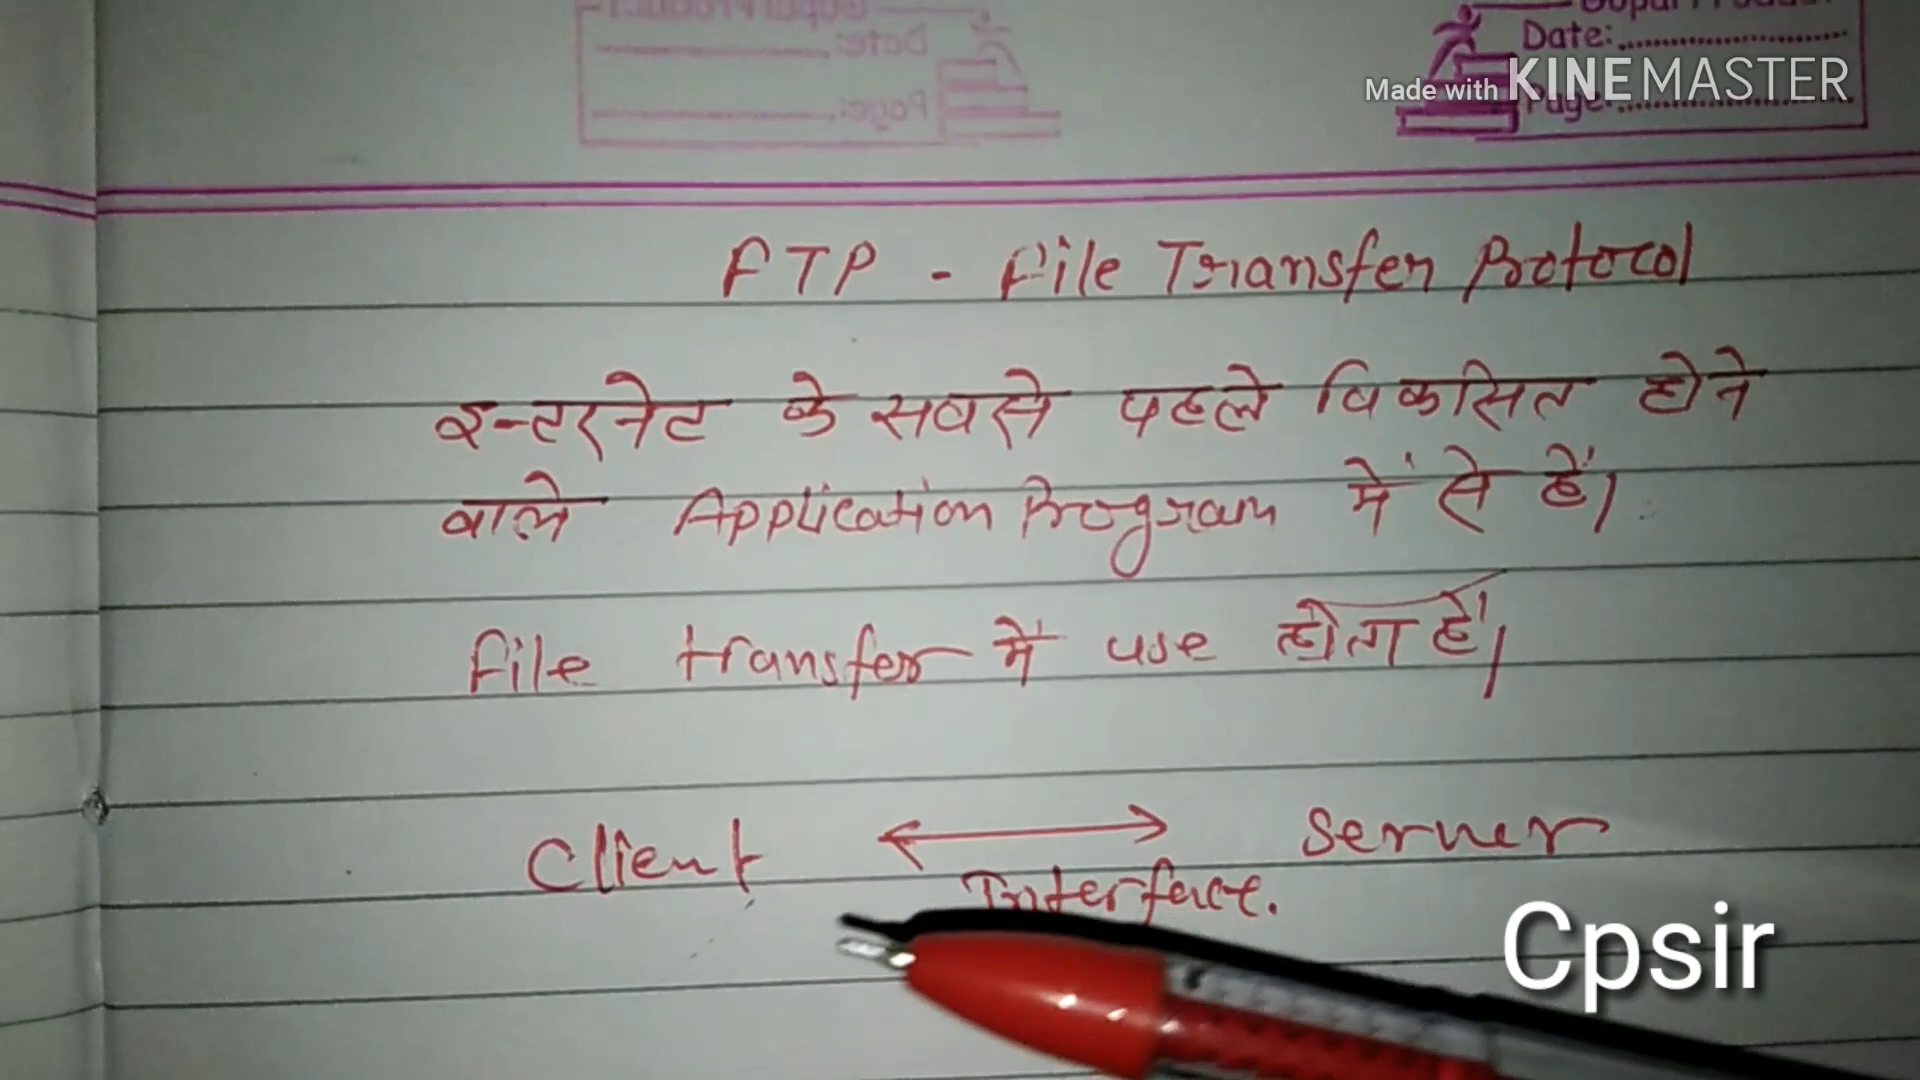 Date:
Made with KINEMASTER
Page:
FTP - File Transfer Protocol
इन्टरनेट के सबसे पहले विकसित होने
वाले Application Program में से हैं।
File transfer में use होता हैं।
Client ⟷ Server
Interface.
Cpsir